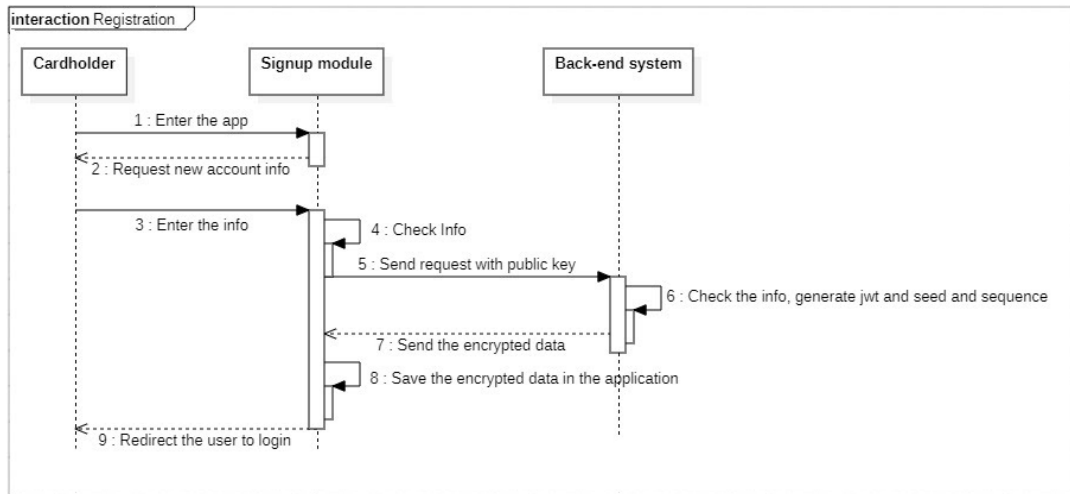 interaction Registration
Cardholder
Signup module
Back-end system
1 : Enter the app
2 : Request new account info
3 : Enter the info
4 : Check Info
5 : Send request with public key
6 : Check the info, generate jwt and seed and sequence
7 : Send the encrypted data
8 : Save the encrypted data in the application
9 : Redirect the user to login